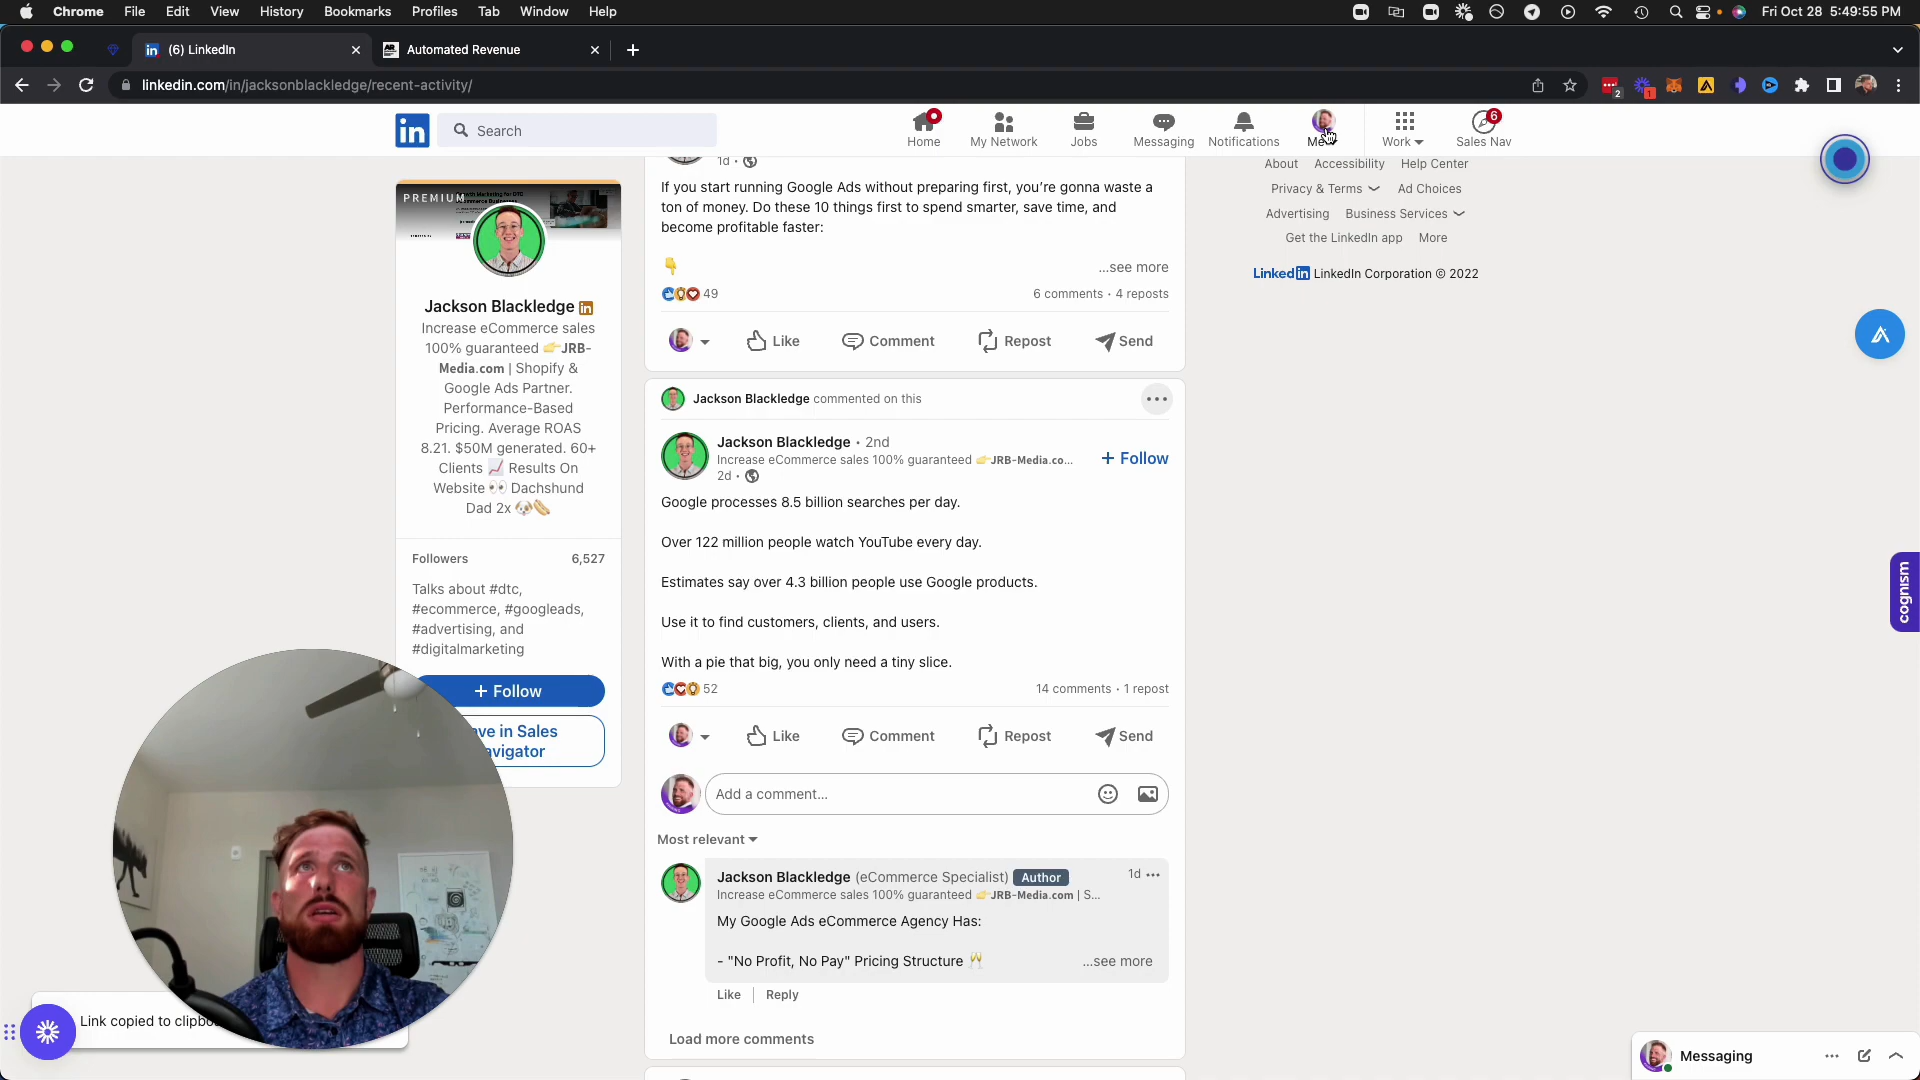 Chrome File Edit View History Bookmarks Profiles Tab Window Help
Fri Oct 28 5:49:55 PM
(6) LinkedIn
Automated Revenue
linkedin.com/in/jacksonblackledge/recent-activity/
2
1
in
Search
Home
My Network
Jobs
Messaging
Notifications
Work
6
Sales Nav
PREMIUM
Jackson Blackledge
Increase eCommerce sales
100% guaranteed 👉JRB-
Media.com | Shopify &
Google Ads Partner.
Performance-Based
Pricing. Average ROAS
8.21. $50M generated. 60+
Clients 📈 Results On
Website 👀 Dachshund
Dad 2x 🐶🌭
Followers 6,527
Talks about #dtc,
#ecommerce, #googleads,
#advertising, and
#digitalmarketing
+ Follow
Sales
1d •
If you start running Google Ads without preparing first, you're gonna waste a
ton of money. Do these 10 things first to spend smarter, save time, and
become profitable faster:
👇 ...see more
49 6 comments • 4 reposts
Like Comment Repost Send
Jackson Blackledge commented on this
Jackson Blackledge • 2nd
Increase eCommerce sales 100% guaranteed 👉JRB-Media.co...
2d •
+ Follow
Google processes 8.5 billion searches per day.
Over 122 million people watch YouTube every day.
Estimates say over 4.3 billion people use Google products.
Use it to find customers, clients, and users.
With a pie that big, you only need a tiny slice.
52 14 comments • 1 repost
Like Comment Repost Send
Add a comment...
Most relevant
Jackson Blackledge (eCommerce Specialist) Author 1d
Increase eCommerce sales 100% guaranteed 👉JRB-Media.com | S...
My Google Ads eCommerce Agency Has:
- "No Profit, No Pay" Pricing Structure 🥂 ...see more
Like Reply
Load more comments
About Accessibility Help Center
Privacy & Terms Ad Choices
Advertising Business Services
Get the LinkedIn app More
LinkedIn LinkedIn Corporation © 2022
cognism
Link copied to
Messaging